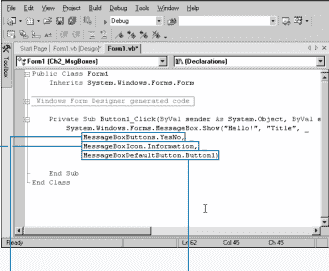 File Edit View Project Build Debug Tools Window Help
Debug
Start Page Form1.vb [Design]* Form1.vb*
Form1 (Ch2_MsgBoxes) (Declarations)
Toolbox
Public Class Form1
Inherits System.Windows.Forms.Form
Windows Form Designer generated code
Private Sub Button1_Click(ByVal sender As System.Object, ByVal e
System.Windows.Forms.MessageBox.Show("Hello!", "Title", _
MessageBoxButtons.YesNo,
MessageBoxIcon.Information,
MessageBoxDefaultButton.Button1)
End Sub
End Class
Ready Ln 62 Col 45 Ch 45